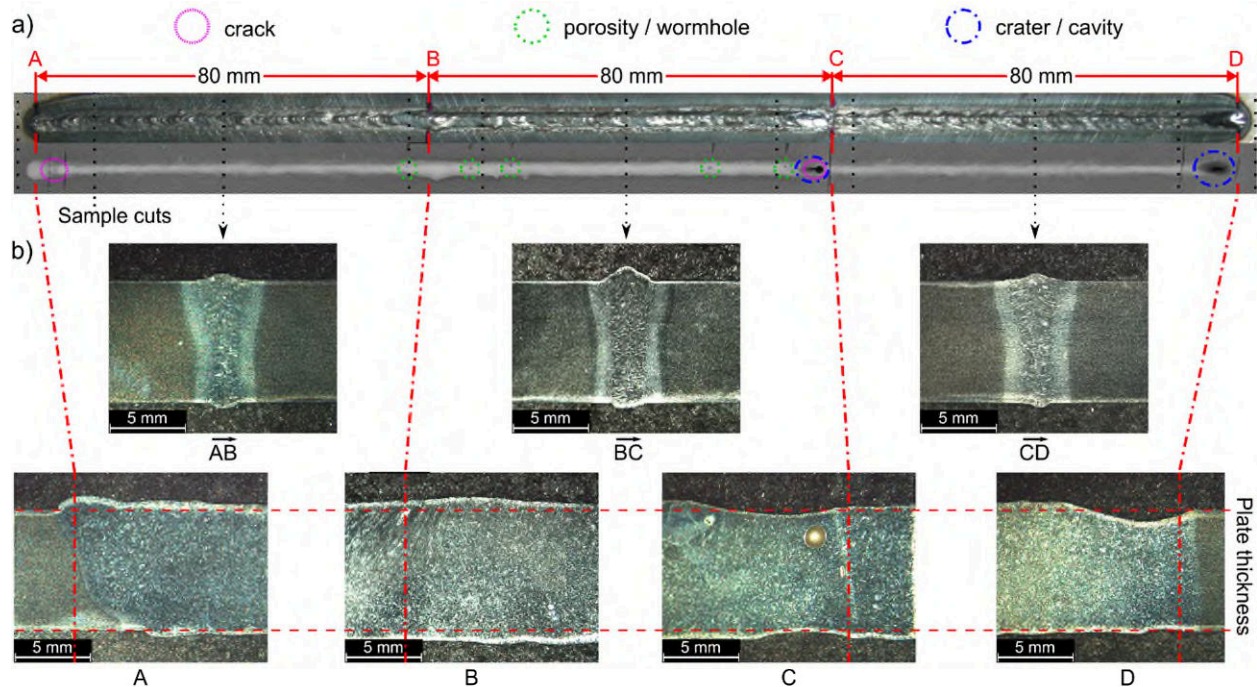 a)
crack
porosity / wormhole
crater / cavity
A
B
C
D
80 mm
80 mm
80 mm
Sample cuts
b)
5 mm
5 mm
5 mm
AB
BC
CD
Plate thickness
5 mm
5 mm
5 mm
5 mm
A
B
C
D